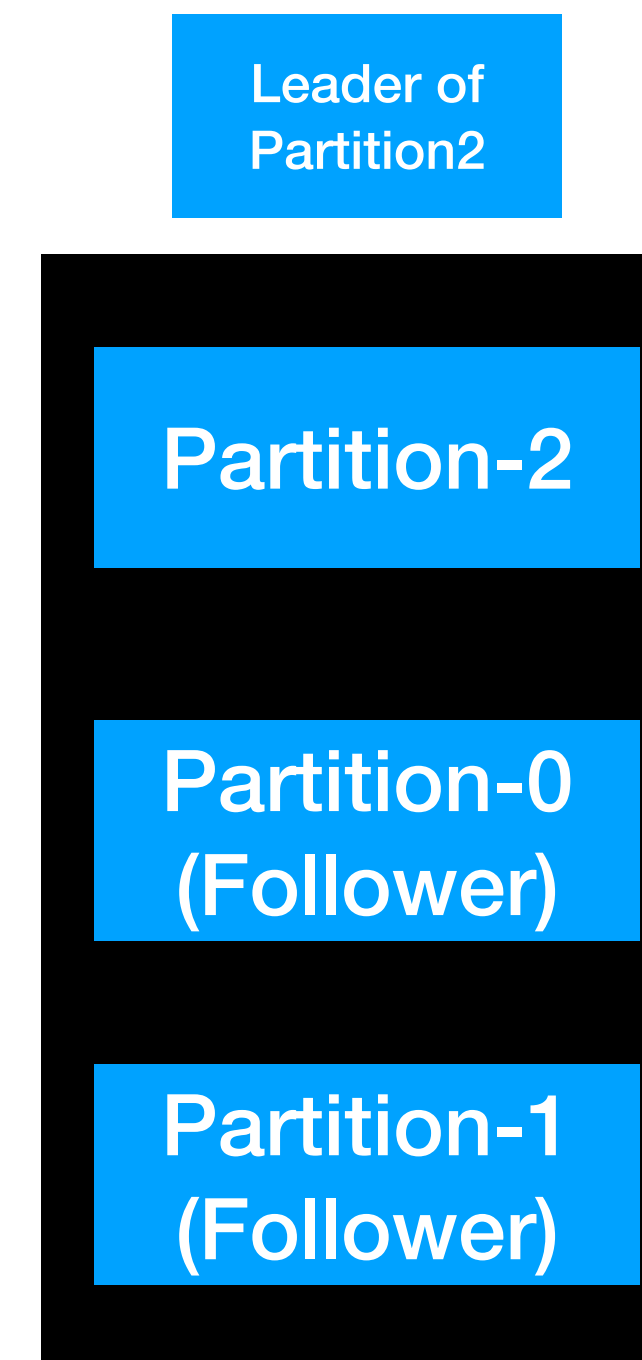 Leader of
Partition2
Partition-2
Partition-0
(Follower)
Partition-1
(Follower)